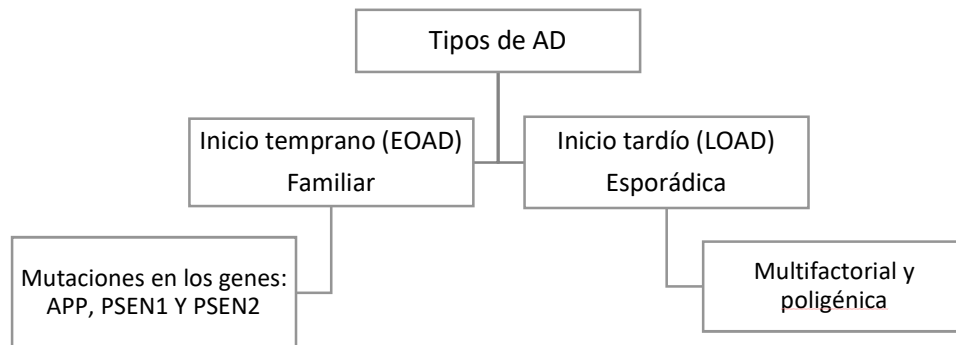 Tipos de AD
Inicio temprano (EOAD)
Familiar
Inicio tardío (LOAD)
Esporádica
Mutaciones en los genes:
APP, PSEN1 Y PSEN2
Multifactorial y
poligénica